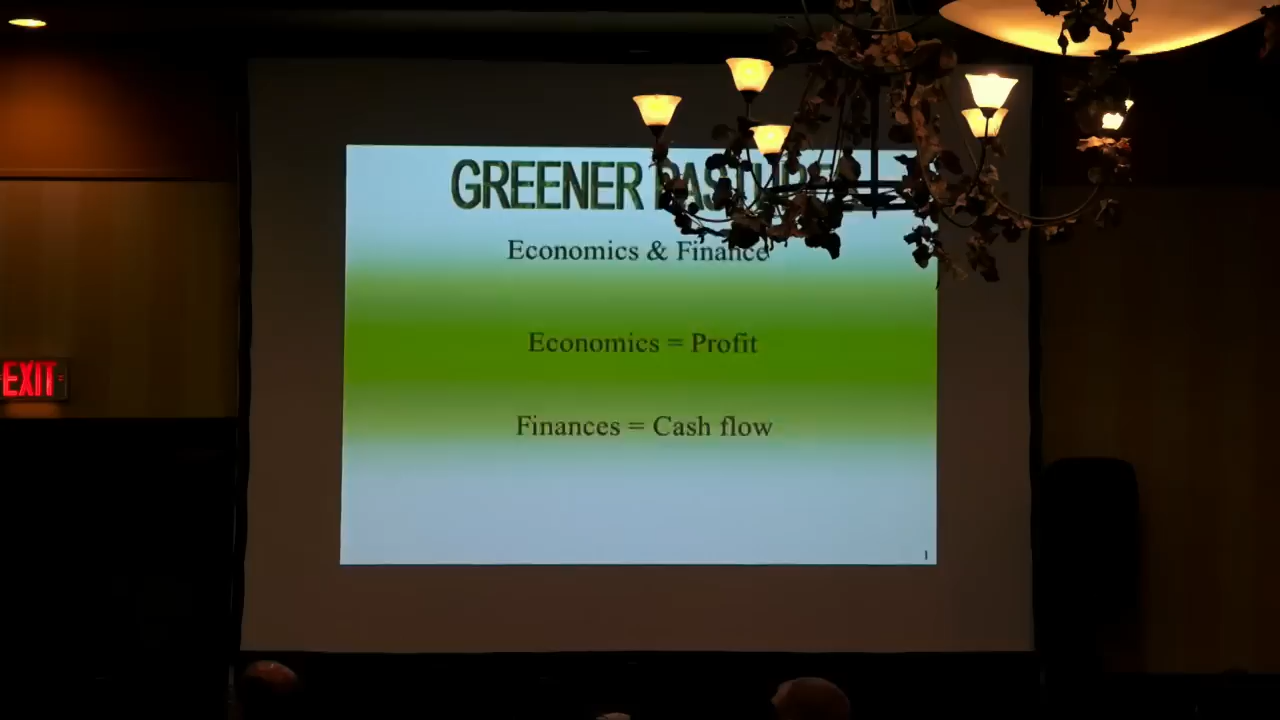 GREENER
Economics & Finance
Economics = Profit
Finances = Cash flow
1
EXIT